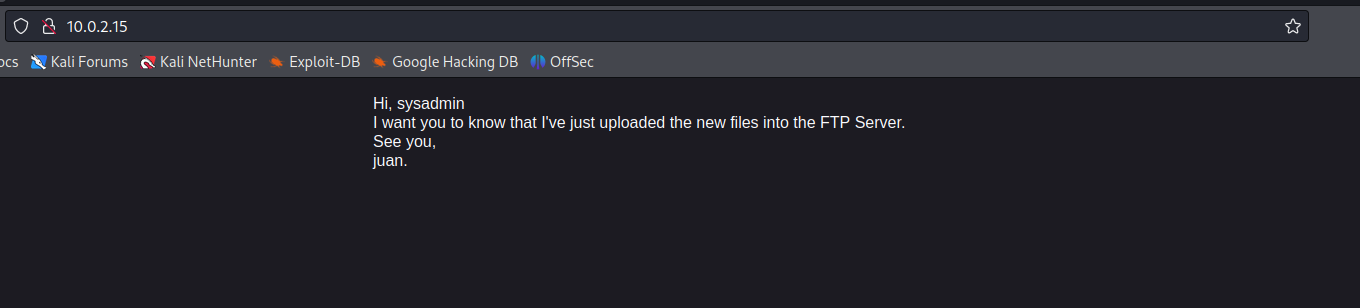 10.0.2.15
ocs Kali Forums Kali NetHunter Exploit-DB Google Hacking DB OffSec
Hi, sysadmin
I want you to know that I've just uploaded the new files into the FTP Server.
See you,
juan.